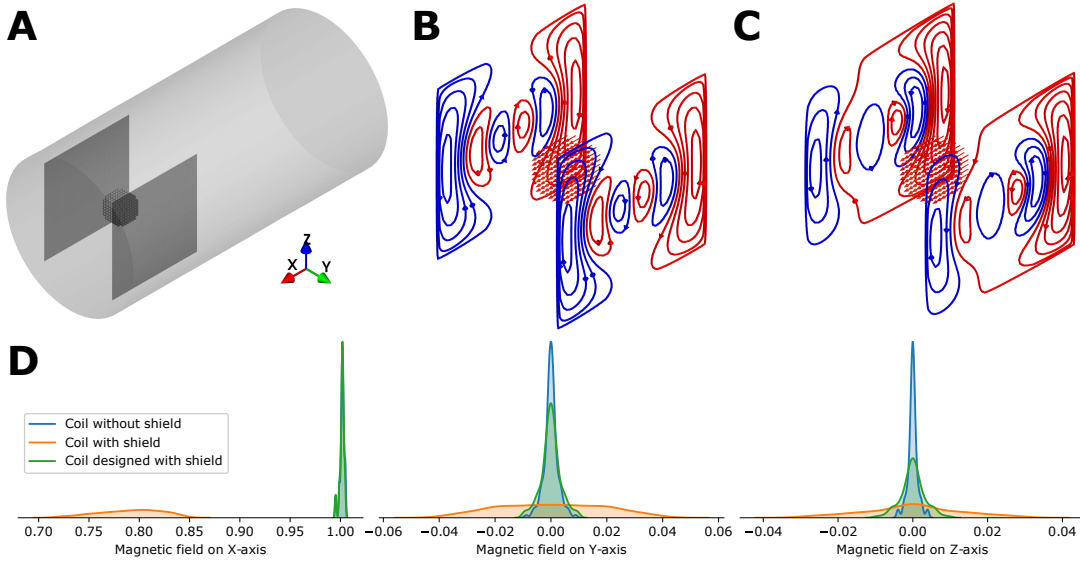 A
B
C
Z
X
Y
D
Coil without shield
Coil with shield
Coil designed with shield
0.70 0.75 0.80 0.85 0.90 0.95 1.00
Magnetic field on X-axis
−0.06 −0.04 −0.02 0.00 0.02 0.04 0.06
Magnetic field on Y-axis
−0.04 −0.02 0.00 0.02 0.04
Magnetic field on Z-axis